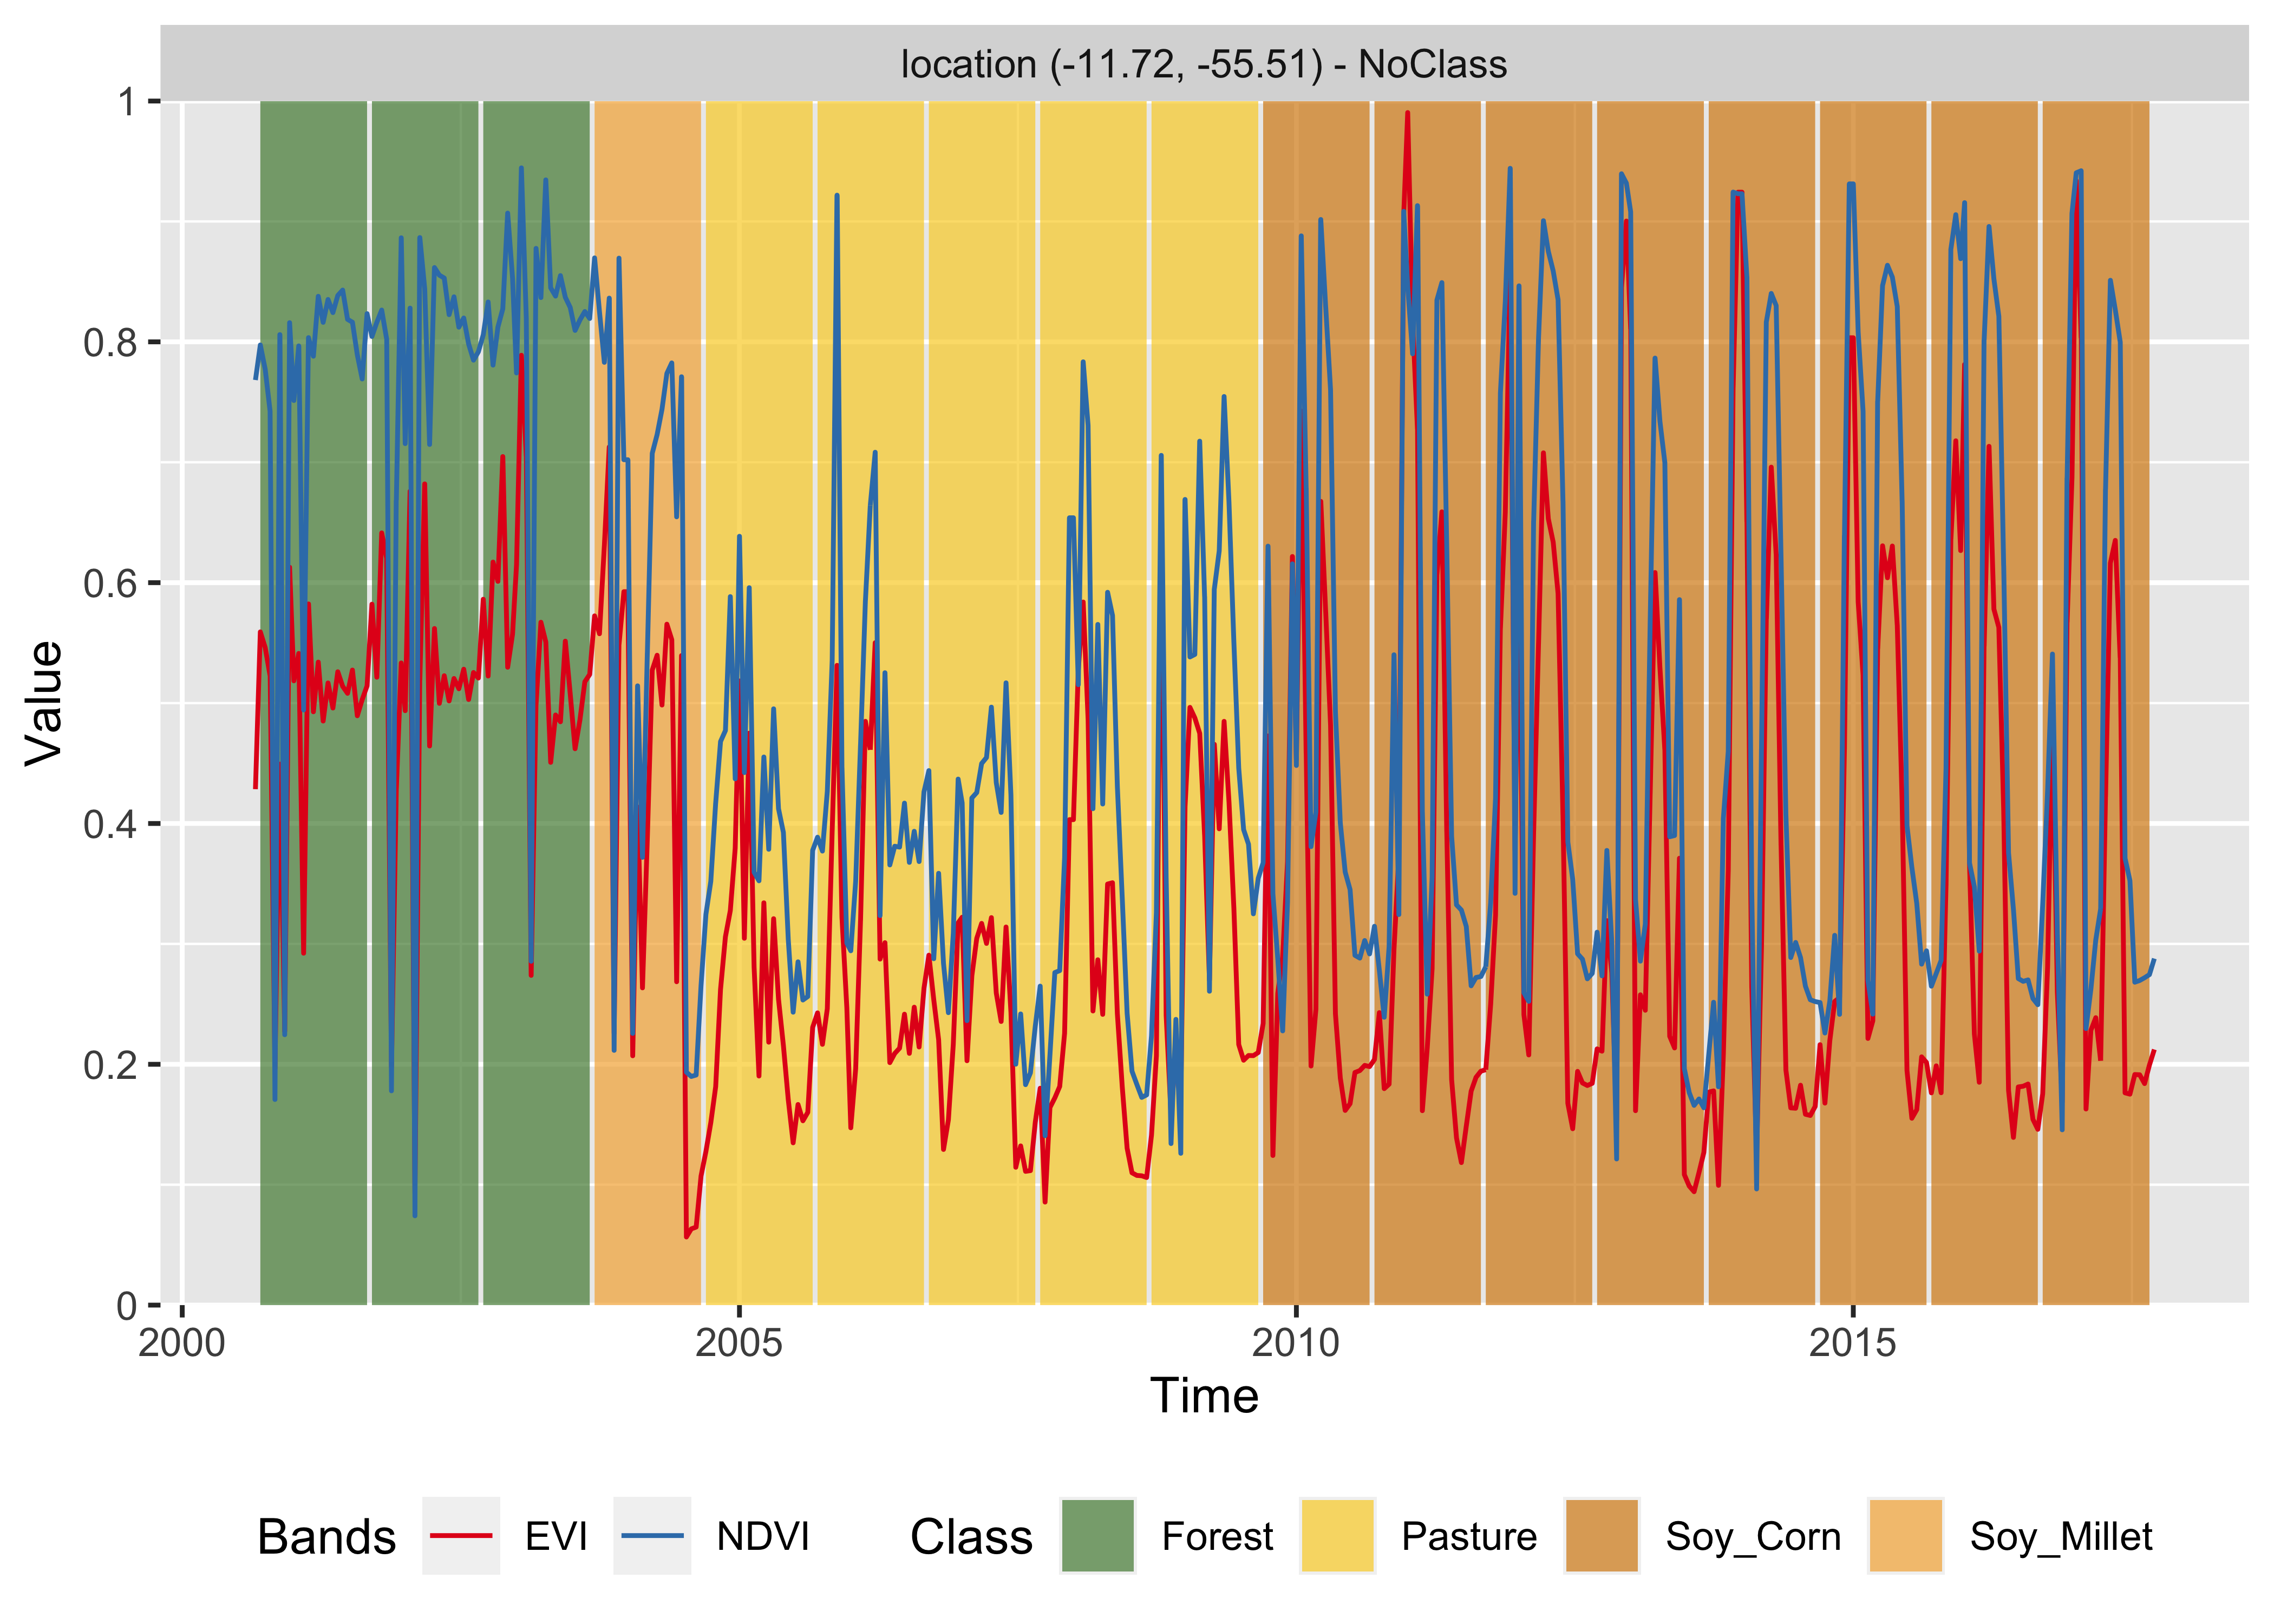 location (-11.72, -55.51) - NoClass
1
0.8
0.6
0.4
0.2
0
Value
2000 2005 2010 2015
Time
Bands EVI NDVI Class Forest Pasture Soy_Corn Soy_Millet